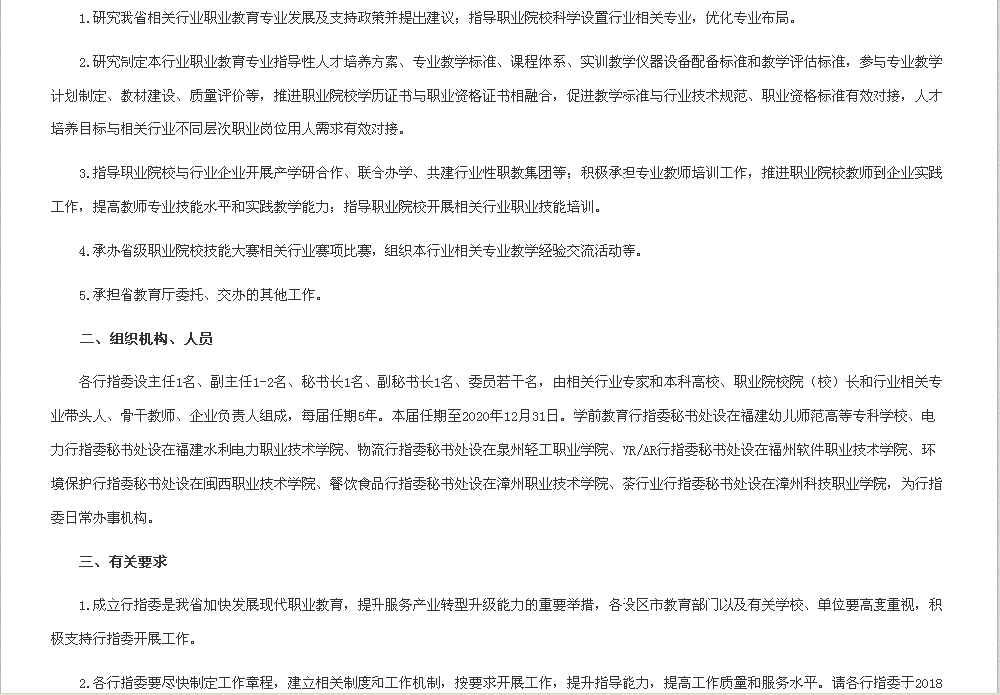 1.研究我省相关行业职业教育专业发展及支持政策并提出建议；指导职业院校科学设置行业相关专业，优化专业布局。
2.研究制定本行业职业教育专业指导性人才培养方案、专业教学标准、课程体系、实训教学仪器设备配备标准和教学评估标准，参与专业教学
计划制定、教材建设、质量评价等，推进职业院校学历证书与职业资格证书相融合，促进教学标准与行业技术规范、职业资格标准有效对接，人才
培养目标与相关行业不同层次职业岗位用人需求有效对接。
3.指导职业院校与行业企业开展产学研合作、联合办学、共建行业性职教集团等；积极承担专业教师培训工作，推进职业院校教师到企业实践
工作，提高教师专业技能水平和实践教学能力；指导职业院校开展相关行业职业技能培训。
4.承办省级职业院校技能大赛相关行业赛项比赛，组织本行业相关专业教学经验交流活动等。
5.承担省教育厅委托、交办的其他工作。
二、组织机构、人员
各行指委设主任1名、副主任1-2名、秘书长1名、副秘书长1名、委员若干名，由相关行业专家和本科高校、职业院校院（校）长和行业相关专
业带头人、骨干教师、企业负责人组成，每届任期5年。本届任期至2020年12月31日。学前教育行指委秘书处设在福建幼儿师范高等专科学校、电
力行指委秘书处设在福建水利电力职业技术学院、物流行指委秘书处设在泉州轻工职业学院、VR/AR行指委秘书处设在福州软件职业技术学院、环
境保护行指委秘书处设在闽西职业技术学院、餐饮食品行指委秘书处设在漳州职业技术学院、茶行业行指委秘书处设在漳州科技职业学院，为行指
委日常办事机构。
三、有关要求
1.成立行指委是我省加快发展现代职业教育，提升服务产业转型升级能力的重要举措，各设区市教育部门以及有关学校、单位要高度重视，积
极支持行指委开展工作。
2.各行指委要尽快制定工作章程，建立相关制度和工作机制，按要求开展工作，提升指导能力，提高工作质量和服务水平。请各行指委于2018